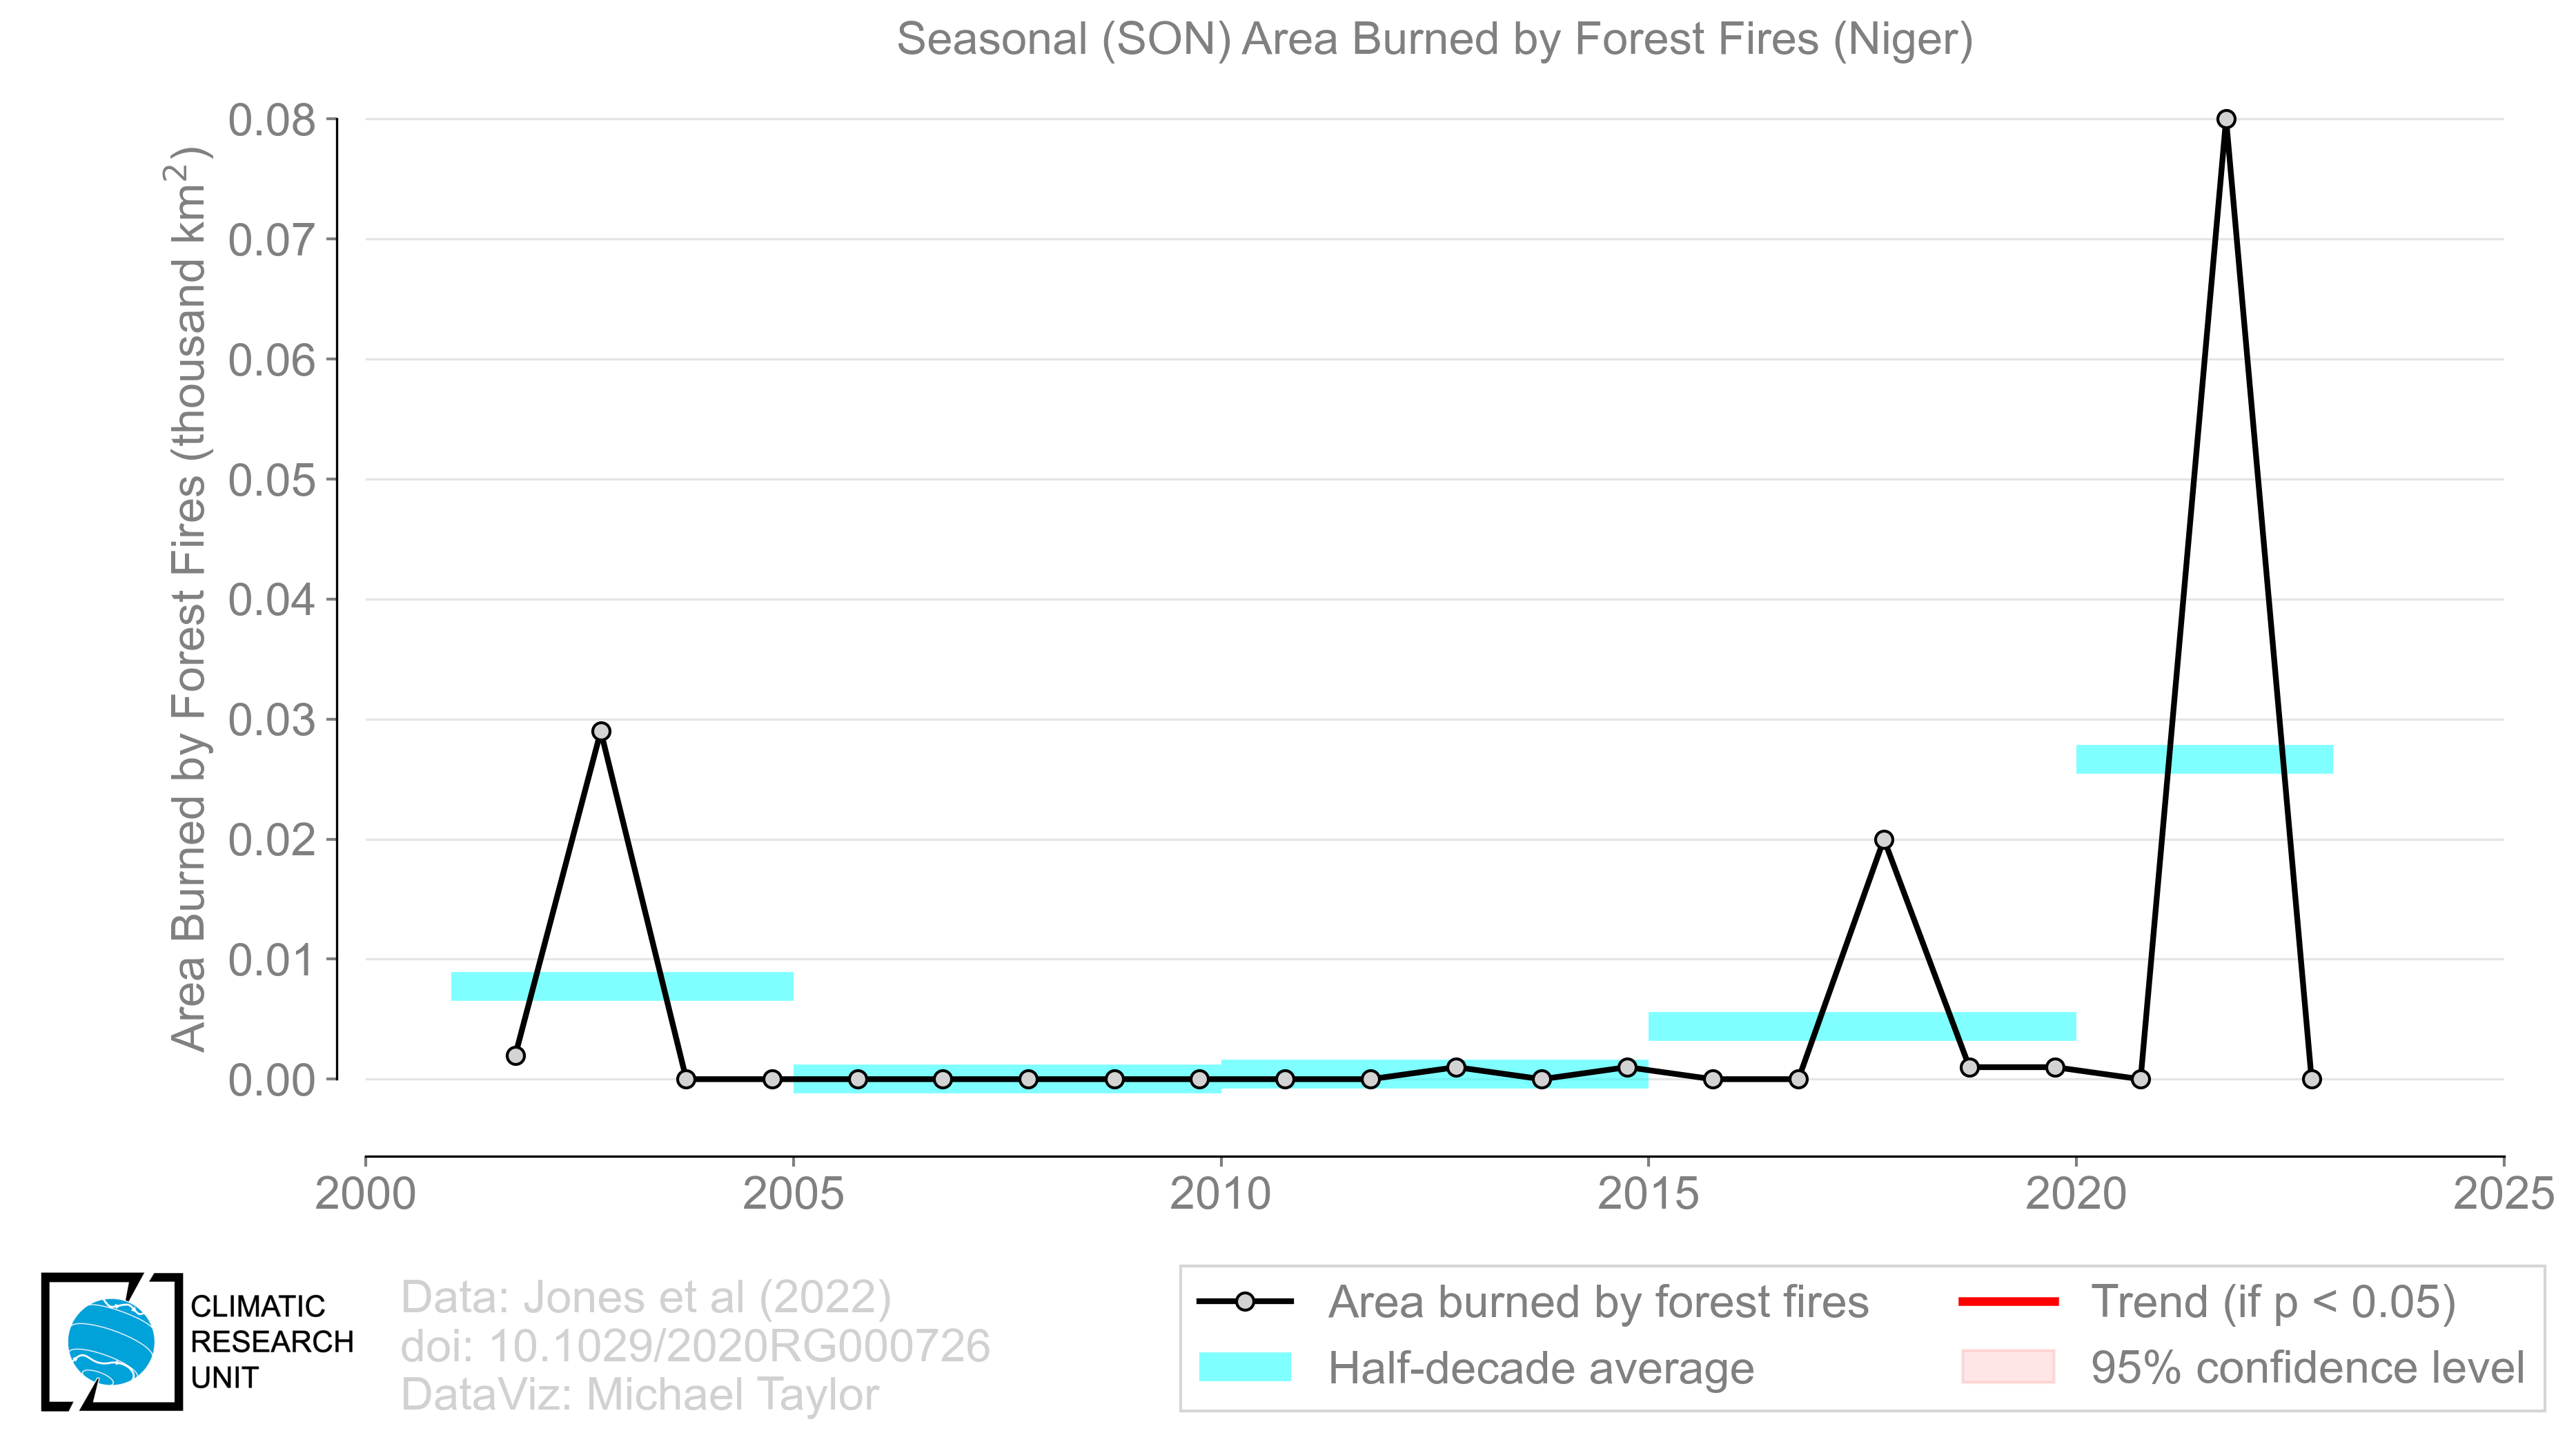 Seasonal (SON) Area Burned by Forest Fires (Niger)
Area Burned by Forest Fires (thousand km²)
0.08
0.07
0.06
0.05
0.04
0.03
0.02
0.01
0.00
2000 2005 2010 2015 2020 2025
CLIMATIC
RESEARCH
UNIT
Data: Jones et al (2022)
doi: 10.1029/2020RG000726
DataViz: Michael Taylor
Area burned by forest fires
Half-decade average
Trend (if p < 0.05)
95% confidence level